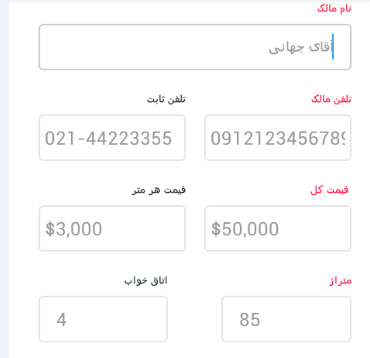 نام مالک
آقای جهانی
تلفن مالک
تلفن ثابت
0912123456789
021-44223355
قیمت کل
قیمت هر متر
$50,000
$3,000
متراژ
اتاق خواب
85
4